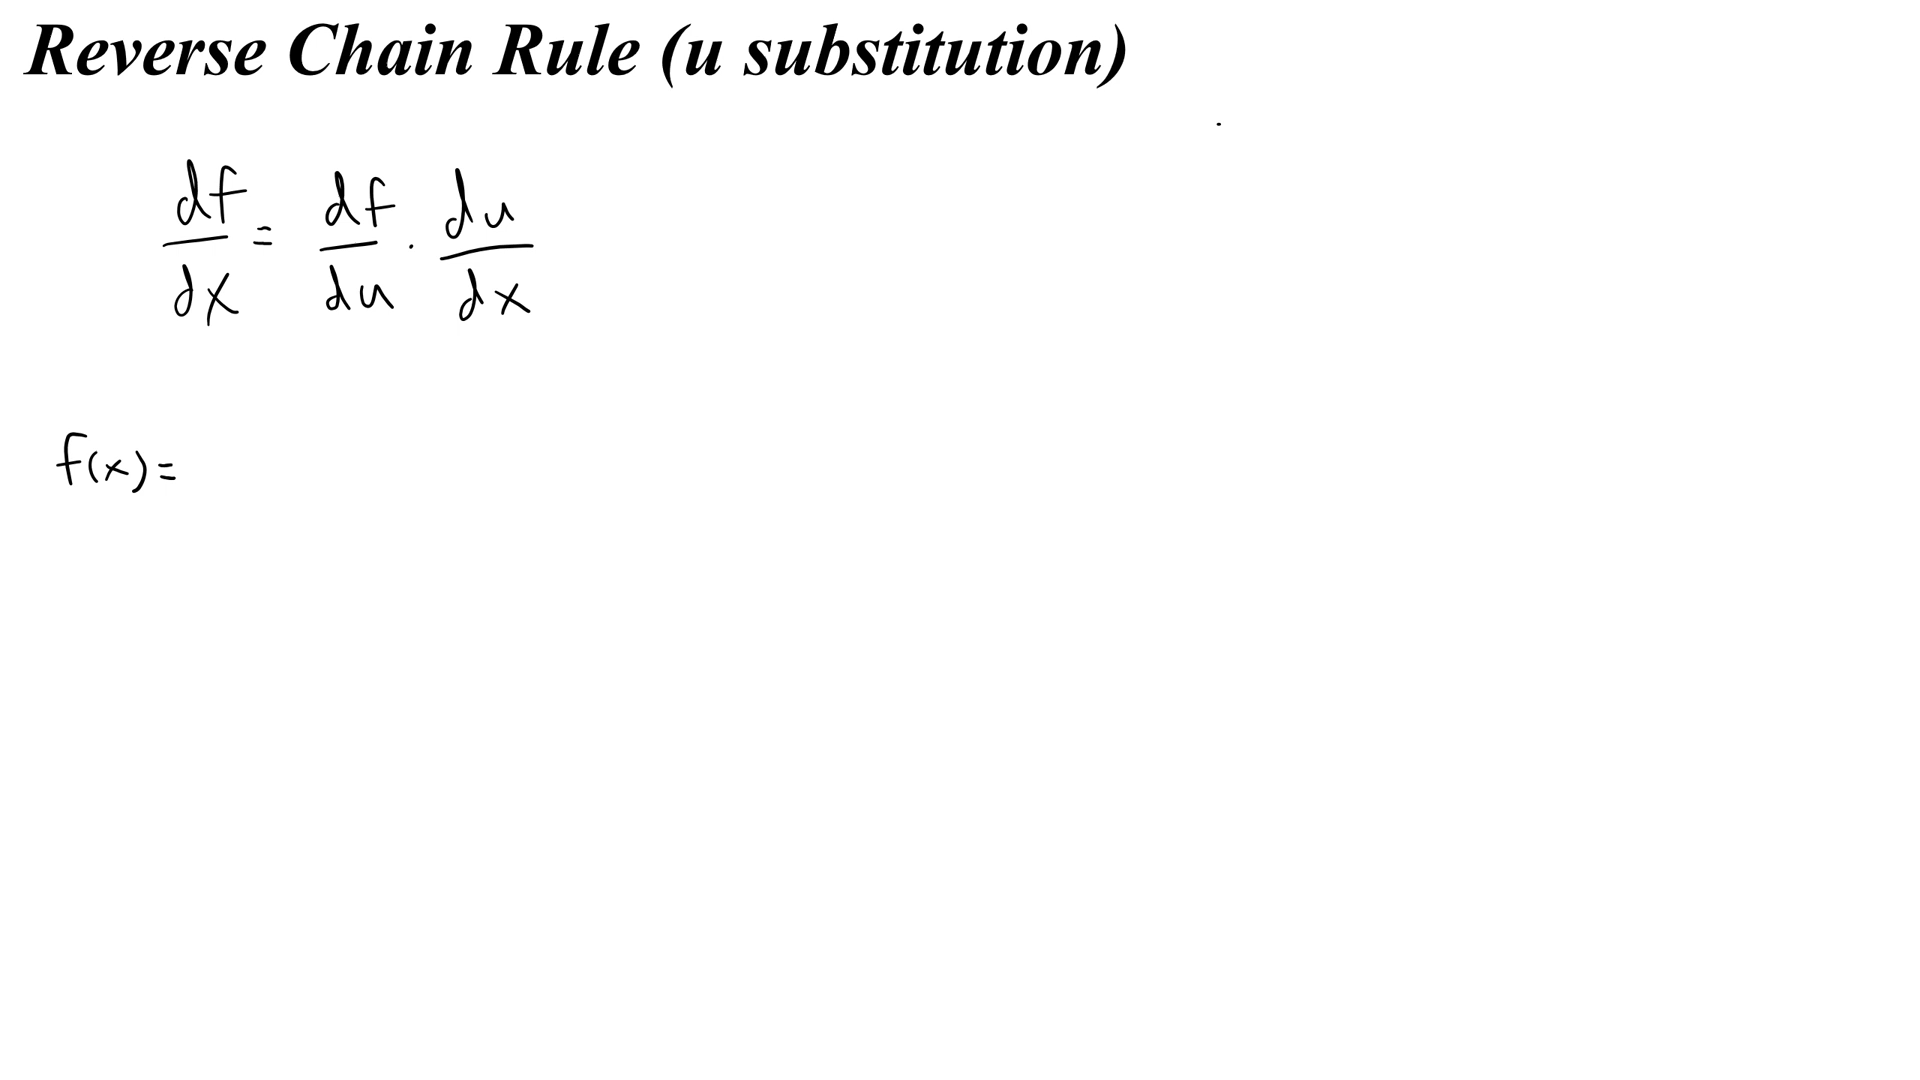 Reverse Chain Rule (u substitution)
df/dx = df/du · du/dx
f(x)=